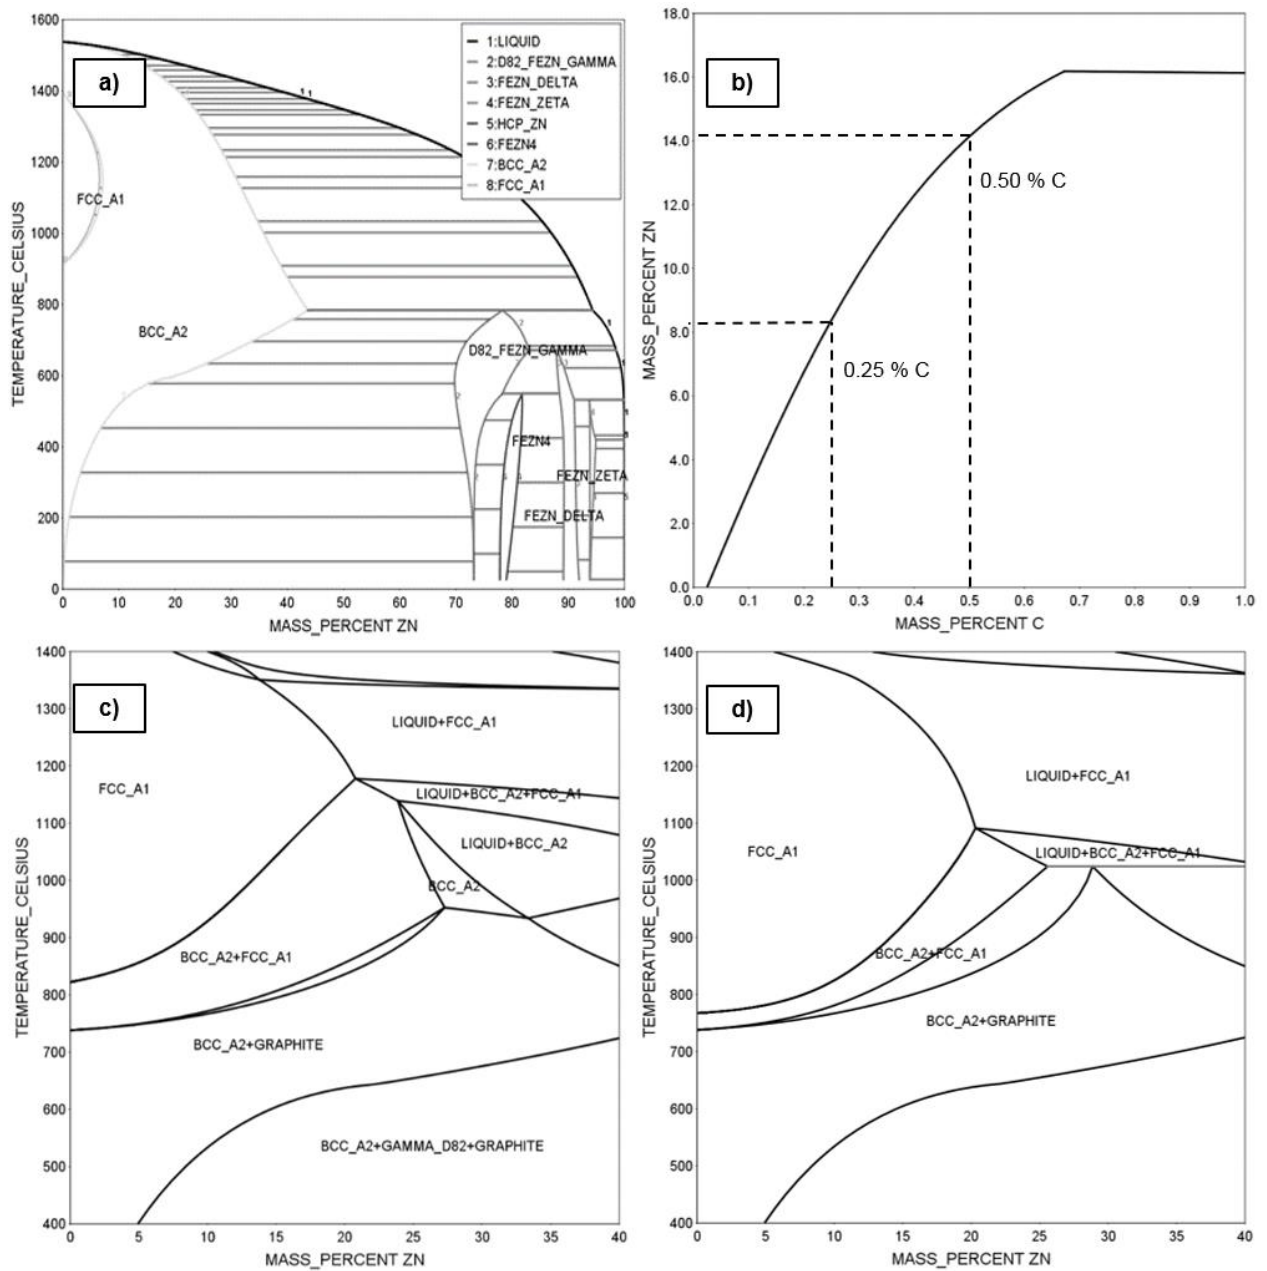 a)
TEMPERATURE_CELSIUS
1600
1400
1200
1000
800
600
400
200
0
0 10 20 30 40 50 60 70 80 90 100
MASS_PERCENT ZN
1:LIQUID
2:D82_FEZN_GAMMA
3:FEZN_DELTA
4:FEZN_ZETA
5:HCP_ZN
6:FEZN4
7:BCC_A2
8:FCC_A1
1 1
FCC_A1
BCC_A2
D82_FEZN_GAMMA
FEZN4
FEZN_ZETA
FEZN_DELTA
b)
MASS_PERCENT ZN
18.0
16.0
14.0
12.0
10.0
8.0
6.0
4.0
2.0
0.0
0.0 0.1 0.2 0.3 0.4 0.5 0.6 0.7 0.8 0.9 1.0
MASS_PERCENT C
0.50 % C
0.25 % C
c)
TEMPERATURE_CELSIUS
1400
1300
1200
1100
1000
900
800
700
600
500
400
0 5 10 15 20 25 30 35 40
MASS_PERCENT ZN
LIQUID+FCC_A1
FCC_A1
LIQUID+BCC_A2+FCC_A1
LIQUID+BCC_A2
BCC_A2
BCC_A2+FCC_A1
BCC_A2+GRAPHITE
BCC_A2+GAMMA_D82+GRAPHITE
d)
TEMPERATURE_CELSIUS
1400
1300
1200
1100
1000
900
800
700
600
500
400
0 5 10 15 20 25 30 35 40
MASS_PERCENT ZN
LIQUID+FCC_A1
FCC_A1
LIQUID+BCC_A2+FCC_A1
BCC_A2+FCC_A1
BCC_A2+GRAPHITE